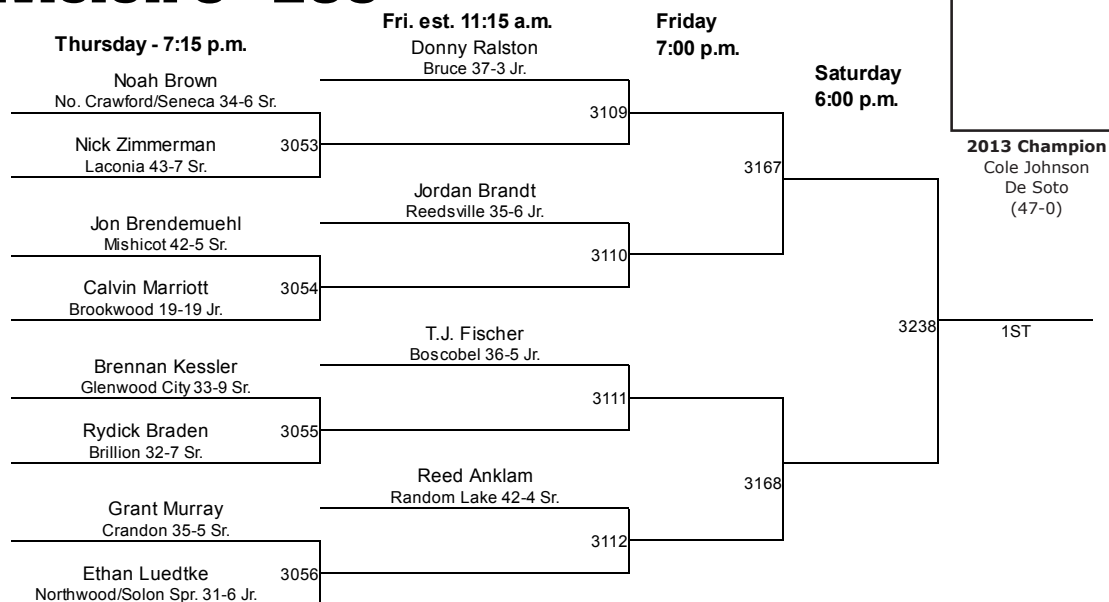 Fri. est. 11:15 a.m.
Friday
7:00 p.m.
Thursday - 7:15 p.m.
Saturday
6:00 p.m.
Donny Ralston
Bruce 37-3 Jr.
Noah Brown
No. Crawford/Seneca 34-6 Sr.
3109
Nick Zimmerman
Laconia 43-7 Sr.
3053
2013 Champion
Cole Johnson
De Soto
(47-0)
3167
Jordan Brandt
Reedsville 35-6 Jr.
Jon Brendemuehl
Mishicot 42-5 Sr.
3110
Calvin Marriott
Brookwood 19-19 Jr.
3054
3238
1ST
T.J. Fischer
Boscobel 36-5 Jr.
Brennan Kessler
Glenwood City 33-9 Sr.
3111
Rydick Braden
Brillion 32-7 Sr.
3055
Reed Anklam
Random Lake 42-4 Sr.
3168
Grant Murray
Crandon 35-5 Sr.
3112
Ethan Luedtke
Northwood/Solon Spr. 31-6 Jr.
3056